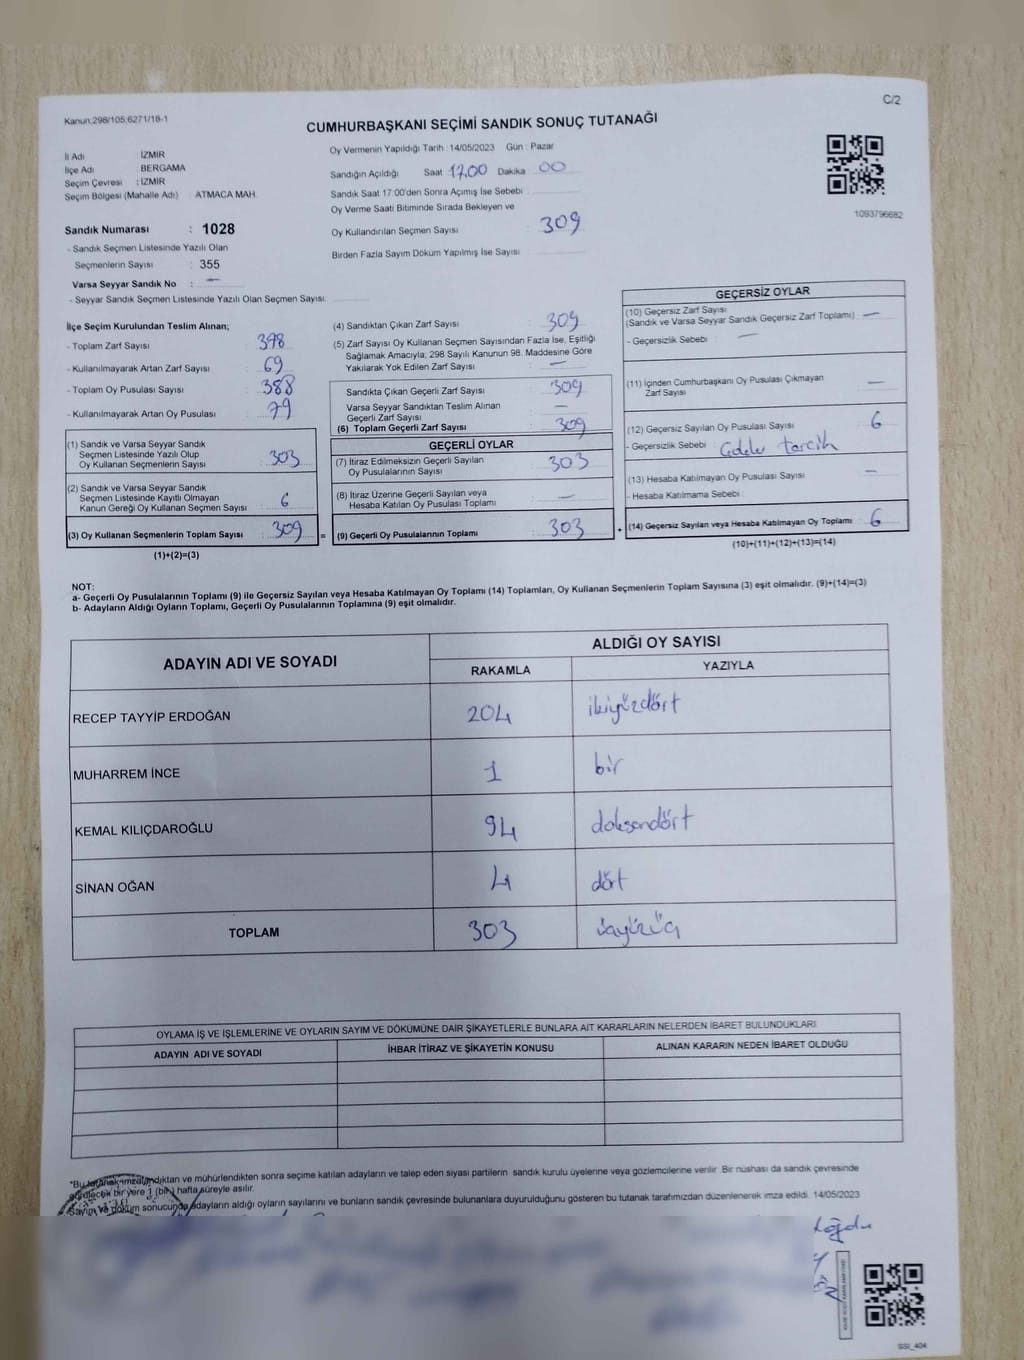 C/2
Kanun;298/105;6271/18-1
CUMHURBAŞKANI SEÇİMİ SANDIK SONUÇ TUTANAĞI
İl Adı İZMİR
İlçe Adı : BERGAMA
Seçim Çevresi : İZMİR
Seçim Bölgesi (Mahalle Adı) : ATMACA MAH.
Oy Vermenin Yapıldığı Tarih : 14/05/2023 Gün : Pazar
Sandığın Açıldığı Saat 17.00 Dakika 00
Sandık Saat 17:00'den Sonra Açımış İse Sebebi :
Oy Verme Saati Bitiminde Sırada Bekleyen ve
Oy Kullandırılan Seçmen Sayısı : 309
Birden Fazla Sayım Döküm Yapılmış İse Sayısı :
1093796682
Sandık Numarası : 1028
- Sandık Seçmen Listesinde Yazılı Olan
Seçmenlerin Sayısı : 355
Varsa Seyyar Sandık No : —
- Seyyar Sandık Seçmen Listesinde Yazılı Olan Seçmen Sayısı:
İlçe Seçim Kurulundan Teslim Alınan;
- Toplam Zarf Sayısı : 378
- Kullanılmayarak Artan Zarf Sayısı : 69
- Toplam Oy Pusulası Sayısı : 388
- Kullanılmayarak Artan Oy Pusulası : 79
(1) Sandık ve Varsa Seyyar Sandık
Seçmen Listesinde Yazılı Olup
Oy Kullanan Seçmenlerin Sayısı : 303
(2) Sandık ve Varsa Seyyar Sandık
Seçmen Listesinde Kayıtlı Olmayan
Kanun Gereği Oy Kullanan Seçmen Sayısı : 6
(3) Oy Kullanan Seçmenlerin Toplam Sayısı : 309
(1)+(2)=(3)
(4) Sandıktan Çıkan Zarf Sayısı : 309
(5) Zarf Sayısı Oy Kullanan Seçmen Sayısından Fazla İse, Eşitliği
Sağlamak Amacıyla; 298 Sayılı Kanunun 98. Maddesine Göre
Yakılarak Yok Edilen Zarf Sayısı : —
Sandıkta Çıkan Geçerli Zarf Sayısı : 309
Varsa Seyyar Sandıktan Teslim Alınan
Geçerli Zarf Sayısı : —
(6) Toplam Geçerli Zarf Sayısı : 309
GEÇERLİ OYLAR
(7) İtiraz Edilmeksizin Geçerli Sayılan
Oy Pusulalarının Sayısı : 303
(8) İtiraz Üzerine Geçerli Sayılan veya
Hesaba Katılan Oy Pusulası Toplamı : —
= (9) Geçerli Oy Pusulalarının Toplamı : 303
GEÇERSİZ OYLAR
(10) Geçersiz Zarf Sayısı
(Sandık ve Varsa Seyyar Sandık Geçersiz Zarf Toplamı) : —
- Geçersizlik Sebebi : —
(11) İçinden Cumhurbaşkanı Oy Pusulası Çıkmayan
Zarf Sayısı : —
(12) Geçersiz Sayılan Oy Pusulası Sayısı : 6
- Geçersizlik Sebebi : tercih
(13) Hesaba Katılmayan Oy Pusulası Sayısı : —
- Hesaba Katılmama Sebebi :
+ (14) Geçersiz Sayılan veya Hesaba Katılmayan Oy Toplamı : 6
(10)+(11)+(12)+(13)=(14)
NOT:
a- Geçerli Oy Pusulalarının Toplamı (9) ile Geçersiz Sayılan veya Hesaba Katılmayan Oy Toplamı (14) Toplamları, Oy Kullanan Seçmenlerin Toplam Sayısına (3) eşit olmalıdır. (9)+(14)=(3)
b- Adayların Aldığı Oyların Toplamı, Geçerli Oy Pusulalarının Toplamına (9) eşit olmalıdır.
ADAYIN ADI VE SOYADI
ALDIĞI OY SAYISI
RAKAMLA YAZIYLA
RECEP TAYYİP ERDOĞAN 204 ikiyüzdört
MUHARREM İNCE 1 bir
KEMAL KILIÇDAROĞLU 94 doksandört
SİNAN OĞAN 4 dört
TOPLAM 303 üçyüzüç
OYLAMA İŞ VE İŞLEMLERİNE VE OYLARIN SAYIM VE DÖKÜMÜNE DAİR ŞİKAYETLERLE BUNLARA AİT KARARLARIN NELERDEN İBARET BULUNDUKLARI
ADAYIN ADI VE SOYADI İHBAR İTİRAZ VE ŞİKAYETİN KONUSU ALINAN KARARIN NEDEN İBARET OLDUĞU
*Bu tutanak imzalandıktan ve mühürlendikten sonra seçime katılan adayların ve talep eden siyasi partilerin sandık kurulu üyelerine veya gözlemcilerine verilir. Bir nüshası da sandık çevresinde
görülecek bir yere 1 (bir) hafta süreyle asılır.
Sayım ve döküm sonucunda adayların aldığı oyların sayılarını ve bunların sandık çevresinde bulunanlara duyurulduğunu gösteren bu tutanak tarafımızdan düzenlenerek imza edildi. 14/05/2023
SSI_404